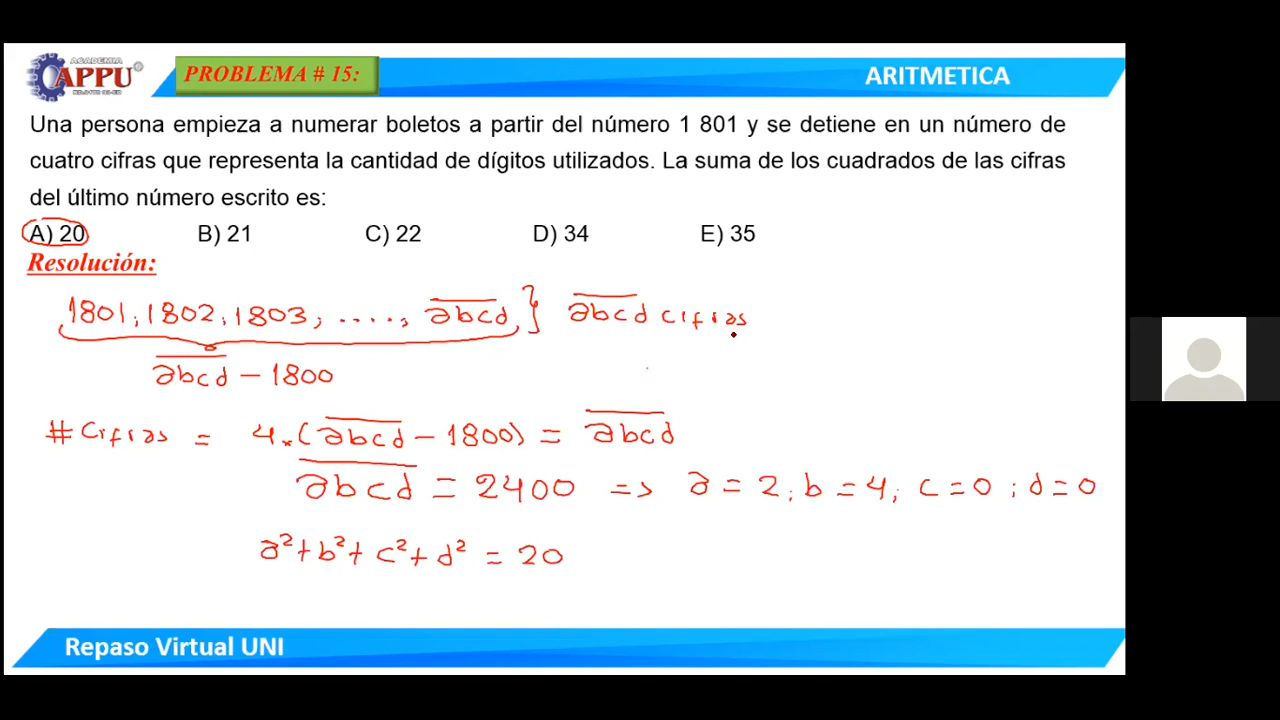 ACADEMIA
APPU
PROBLEMA # 15:
ARITMETICA
Una persona empieza a numerar boletos a partir del número 1 801 y se detiene en un número de
cuatro cifras que representa la cantidad de dígitos utilizados. La suma de los cuadrados de las cifras
del último número escrito es:
A) 20 B) 21 C) 22 D) 34 E) 35
Resolución:
1801, 1802, 1803, ...., abcd } abcd cifras
abcd - 1800
# Cifras = 4x(abcd - 1800) = abcd
abcd = 2400 => a = 2; b = 4; c = 0; d = 0
a² + b² + c² + d² = 20
Repaso Virtual UNI